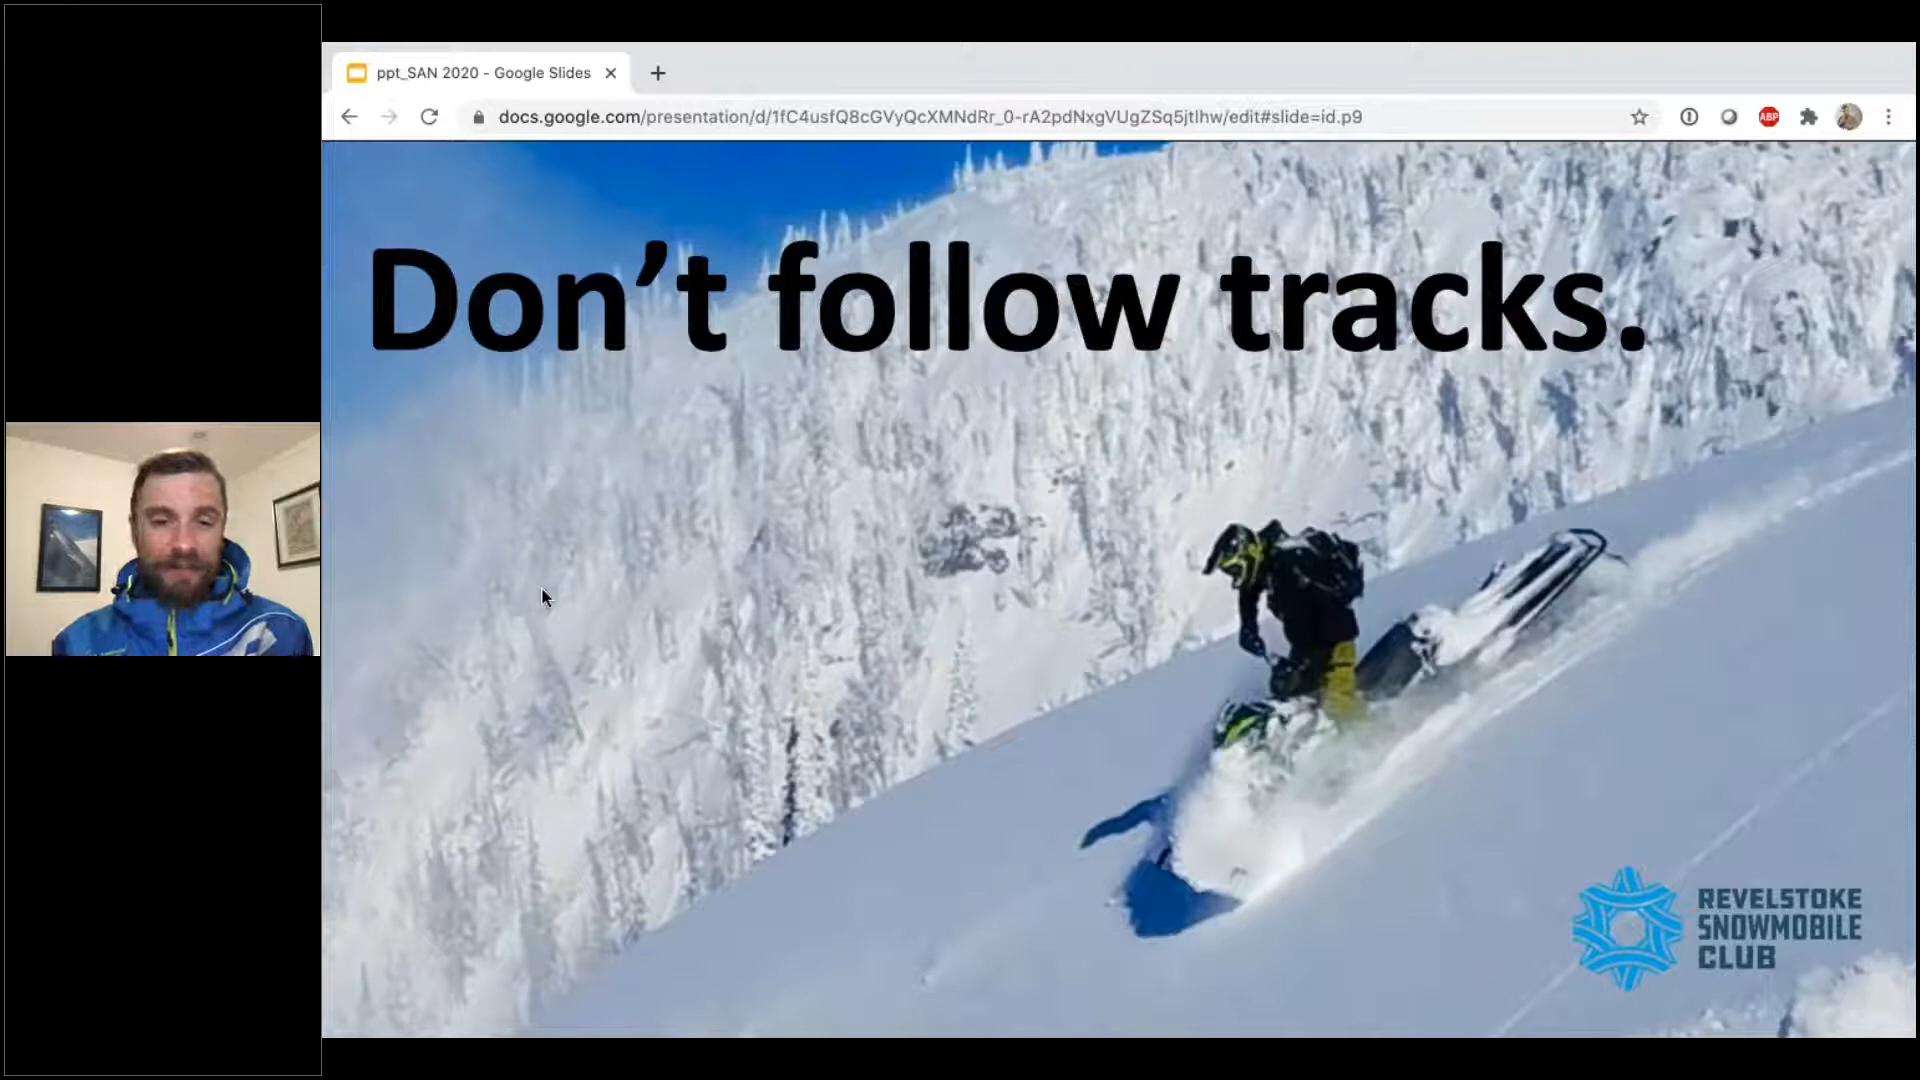 ppt_SAN 2020 - Google Slides
docs.google.com/presentation/d/1fC4usfQ8cGVyQcXMNdRr_0-rA2pdNxgVUgZSq5jtlhw/edit#slide=id.p9
ABP
Don’t follow tracks.
REVELSTOKE
SNOWMOBILE
CLUB